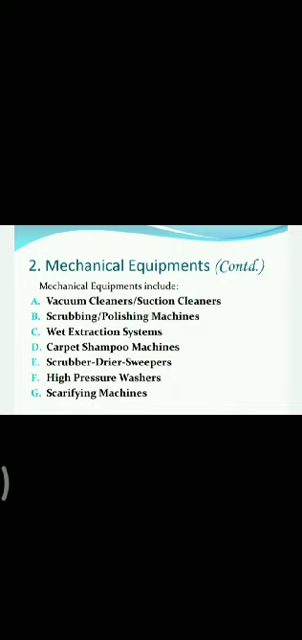 2. Mechanical Equipments (Contd.)
Mechanical Equipments include:
A. Vacuum Cleaners/Suction Cleaners
B. Scrubbing/Polishing Machines
C. Wet Extraction Systems
D. Carpet Shampoo Machines
E. Scrubber-Drier-Sweepers
F. High Pressure Washers
G. Scarifying Machines